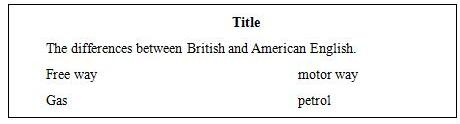 Title
The differences between British and American English.
Free way motor way
Gas petrol